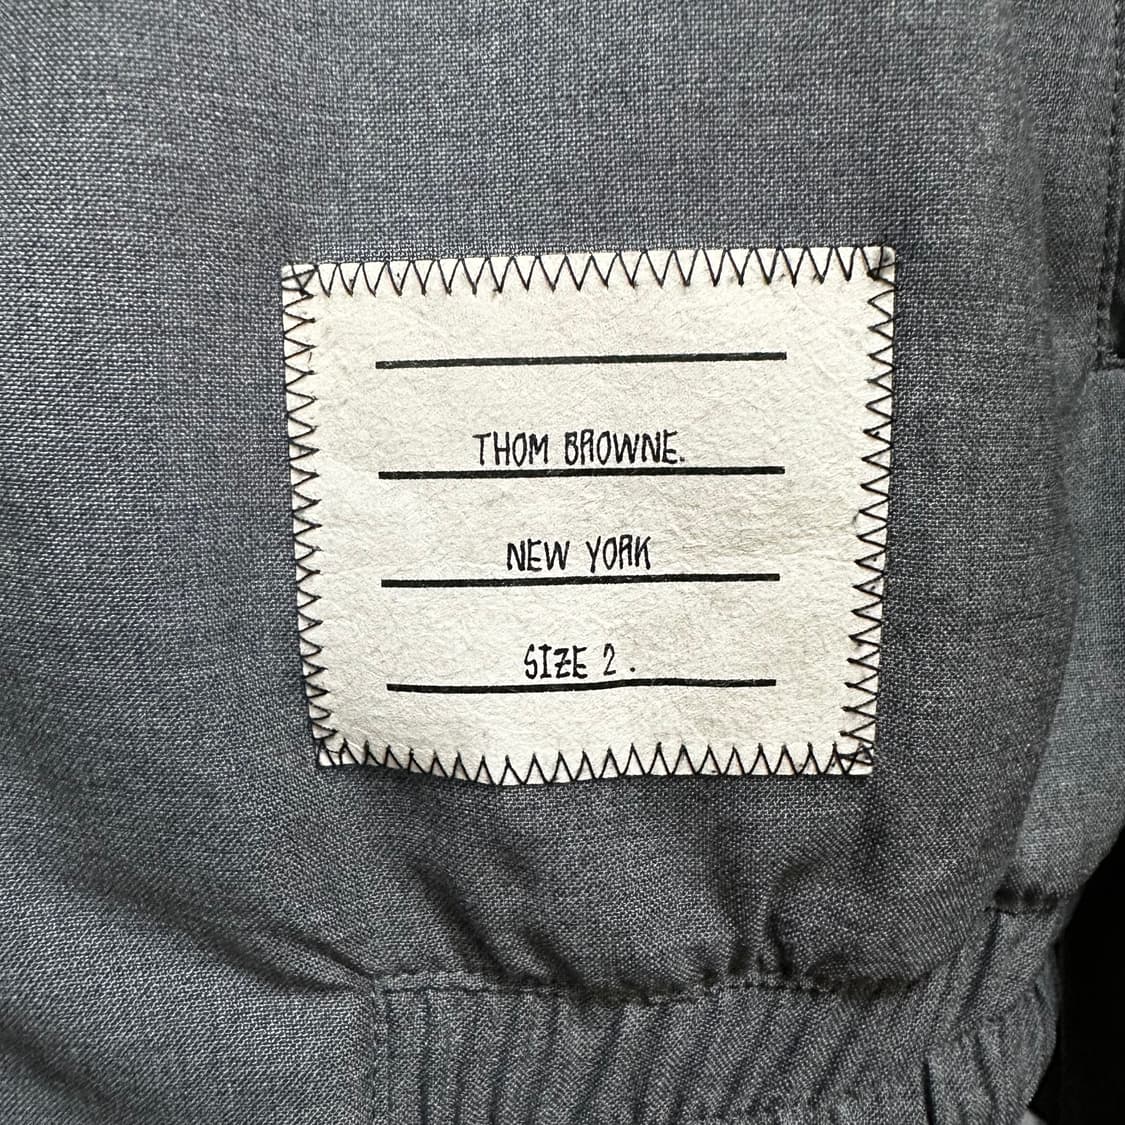 THOM BROWNE.
NEW YORK
SIZE 2 .